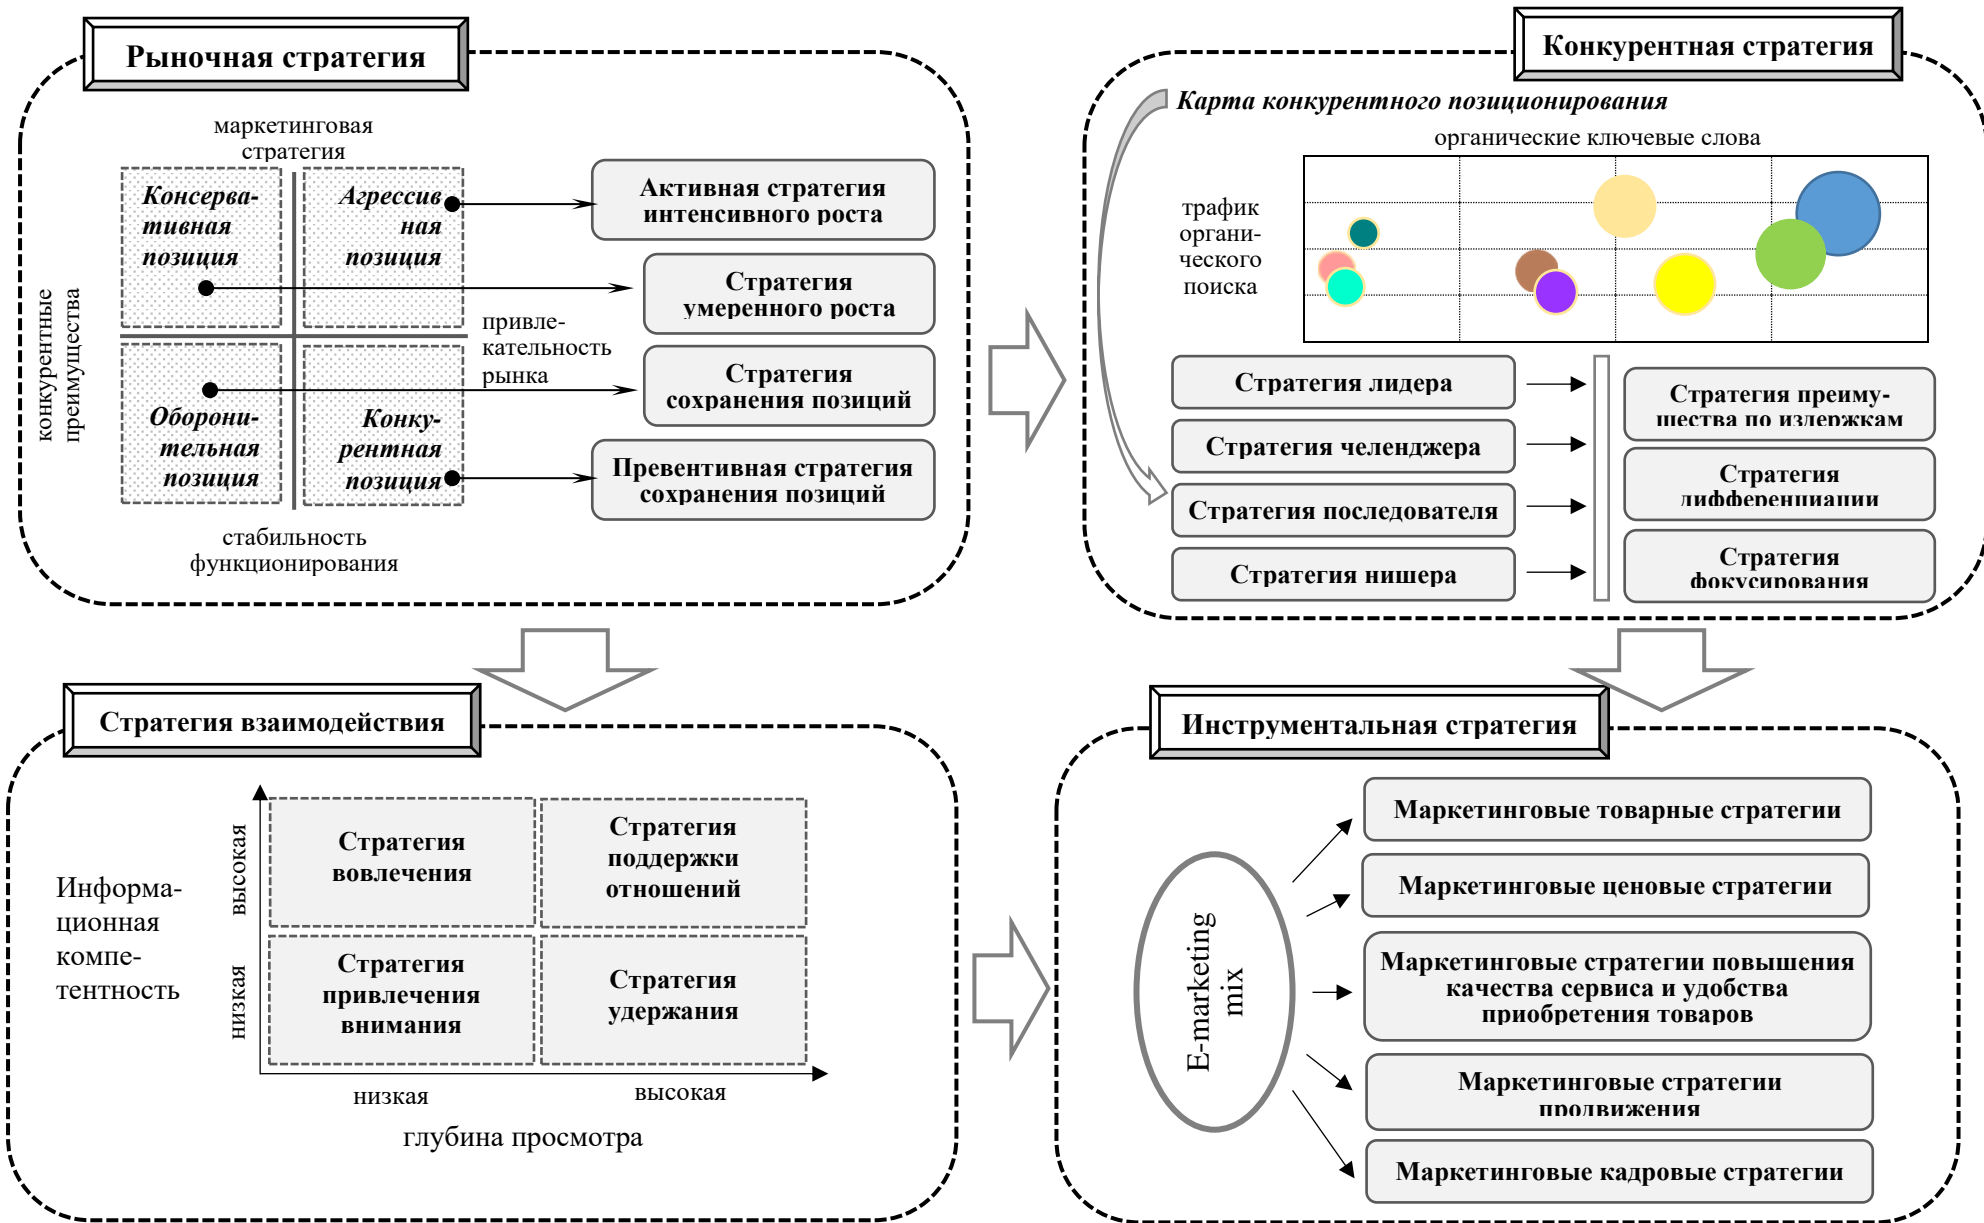 Рыночная стратегия
маркетинговая
стратегия
Консерва-
тивная
позиция
Агрессив
ная
позиция
Оборони-
тельная
позиция
Конку-
рентная
позиция
конкурентные
преимущества
привле-
кательность
рынка
стабильность
функционирования
Активная стратегия
интенсивного роста
Стратегия
умеренного роста
Стратегия
сохранения позиций
Превентивная стратегия
сохранения позиций
Конкурентная стратегия
Карта конкурентного позиционирования
органические ключевые слова
трафик
органи-
ческого
поиска
Стратегия лидера
Стратегия челенджера
Стратегия последователя
Стратегия нишера
Стратегия преиму-
щества по издержкам
Стратегия
дифференциации
Стратегия
фокусирования
Стратегия взаимодействия
Информа-
ционная
компе-
тентность
высокая
низкая
Стратегия
вовлечения
Стратегия
поддержки
отношений
Стратегия
привлечения
внимания
Стратегия
удержания
низкая
высокая
глубина просмотра
Инструментальная стратегия
E-marketing
mix
Маркетинговые товарные стратегии
Маркетинговые ценовые стратегии
Маркетинговые стратегии повышения
качества сервиса и удобства
приобретения товаров
Маркетинговые стратегии
продвижения
Маркетинговые кадровые стратегии